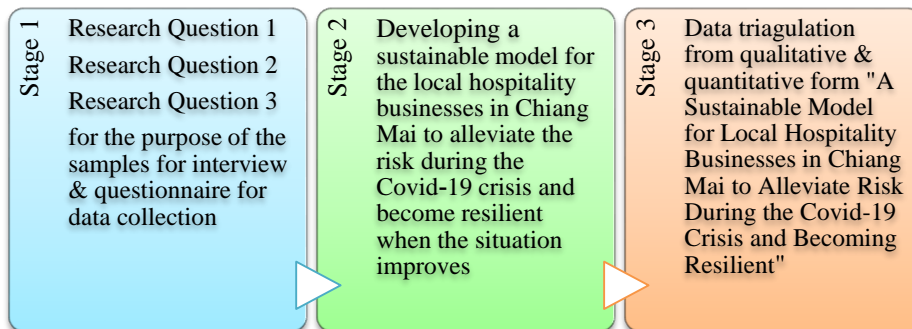 Stage 1
Research Question 1
Research Question 2
Research Question 3
for the purpose of the
samples for interview
& questionnaire for
data collection
Stage 2
Developing a
sustainable model for
the local hospitality
businesses in Chiang
Mai to alleviate the
risk during the
Covid-19 crisis and
become resilient
when the situation
improves
Stage 3
Data triagulation
from qualitative &
quantitative form "A
Sustainable Model
for Local Hospitality
Businesses in Chiang
Mai to Alleviate Risk
During the Covid-19
Crisis and Becoming
Resilient"